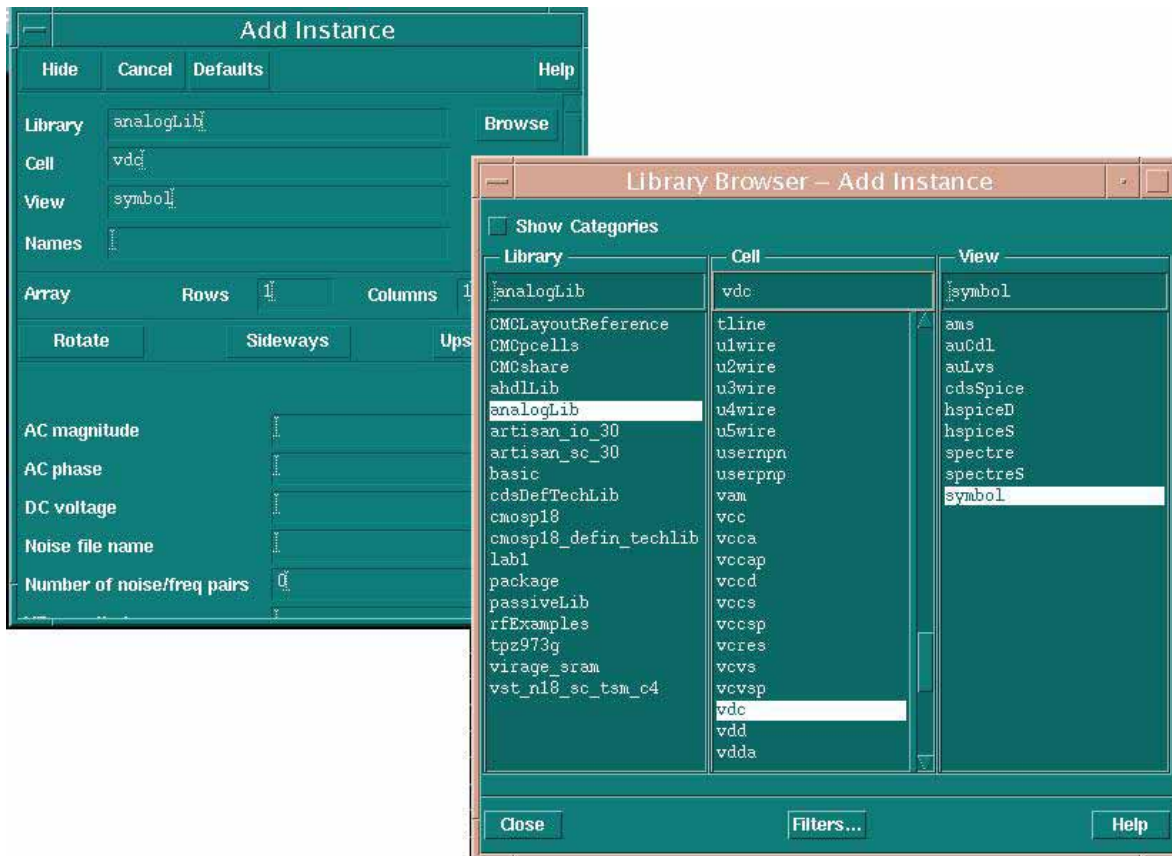 Add Instance
Hide Cancel Defaults Help
Library analogLib Browse
Cell vdc
View symbol
Names
Array Rows 1 Columns 1
Rotate Sideways Ups
AC magnitude
AC phase
DC voltage
Noise file name
Number of noise/freq pairs 0
Library Browser – Add Instance
Show Categories
Library
analogLib
CMCLayoutReference
CMCpcells
CMCshare
ahdlLib
analogLib
artisan_io_30
artisan_sc_30
basic
cdsDefTechLib
cmosp18
cmosp18_defin_techlib
lab1
package
passiveLib
rfExamples
tpz973g
virage_sram
vst_n18_sc_tsm_c4
Cell
vdc
tline
u1wire
u2wire
u3wire
u4wire
u5wire
usernpn
userpnp
vam
vcc
vcca
vccap
vccd
vccs
vccsp
vcres
vcvs
vcvsp
vdc
vdd
vdda
View
symbol
ams
auCdl
auLvs
cdsSpice
hspiceD
hspiceS
spectre
spectreS
symbol
Close Filters... Help